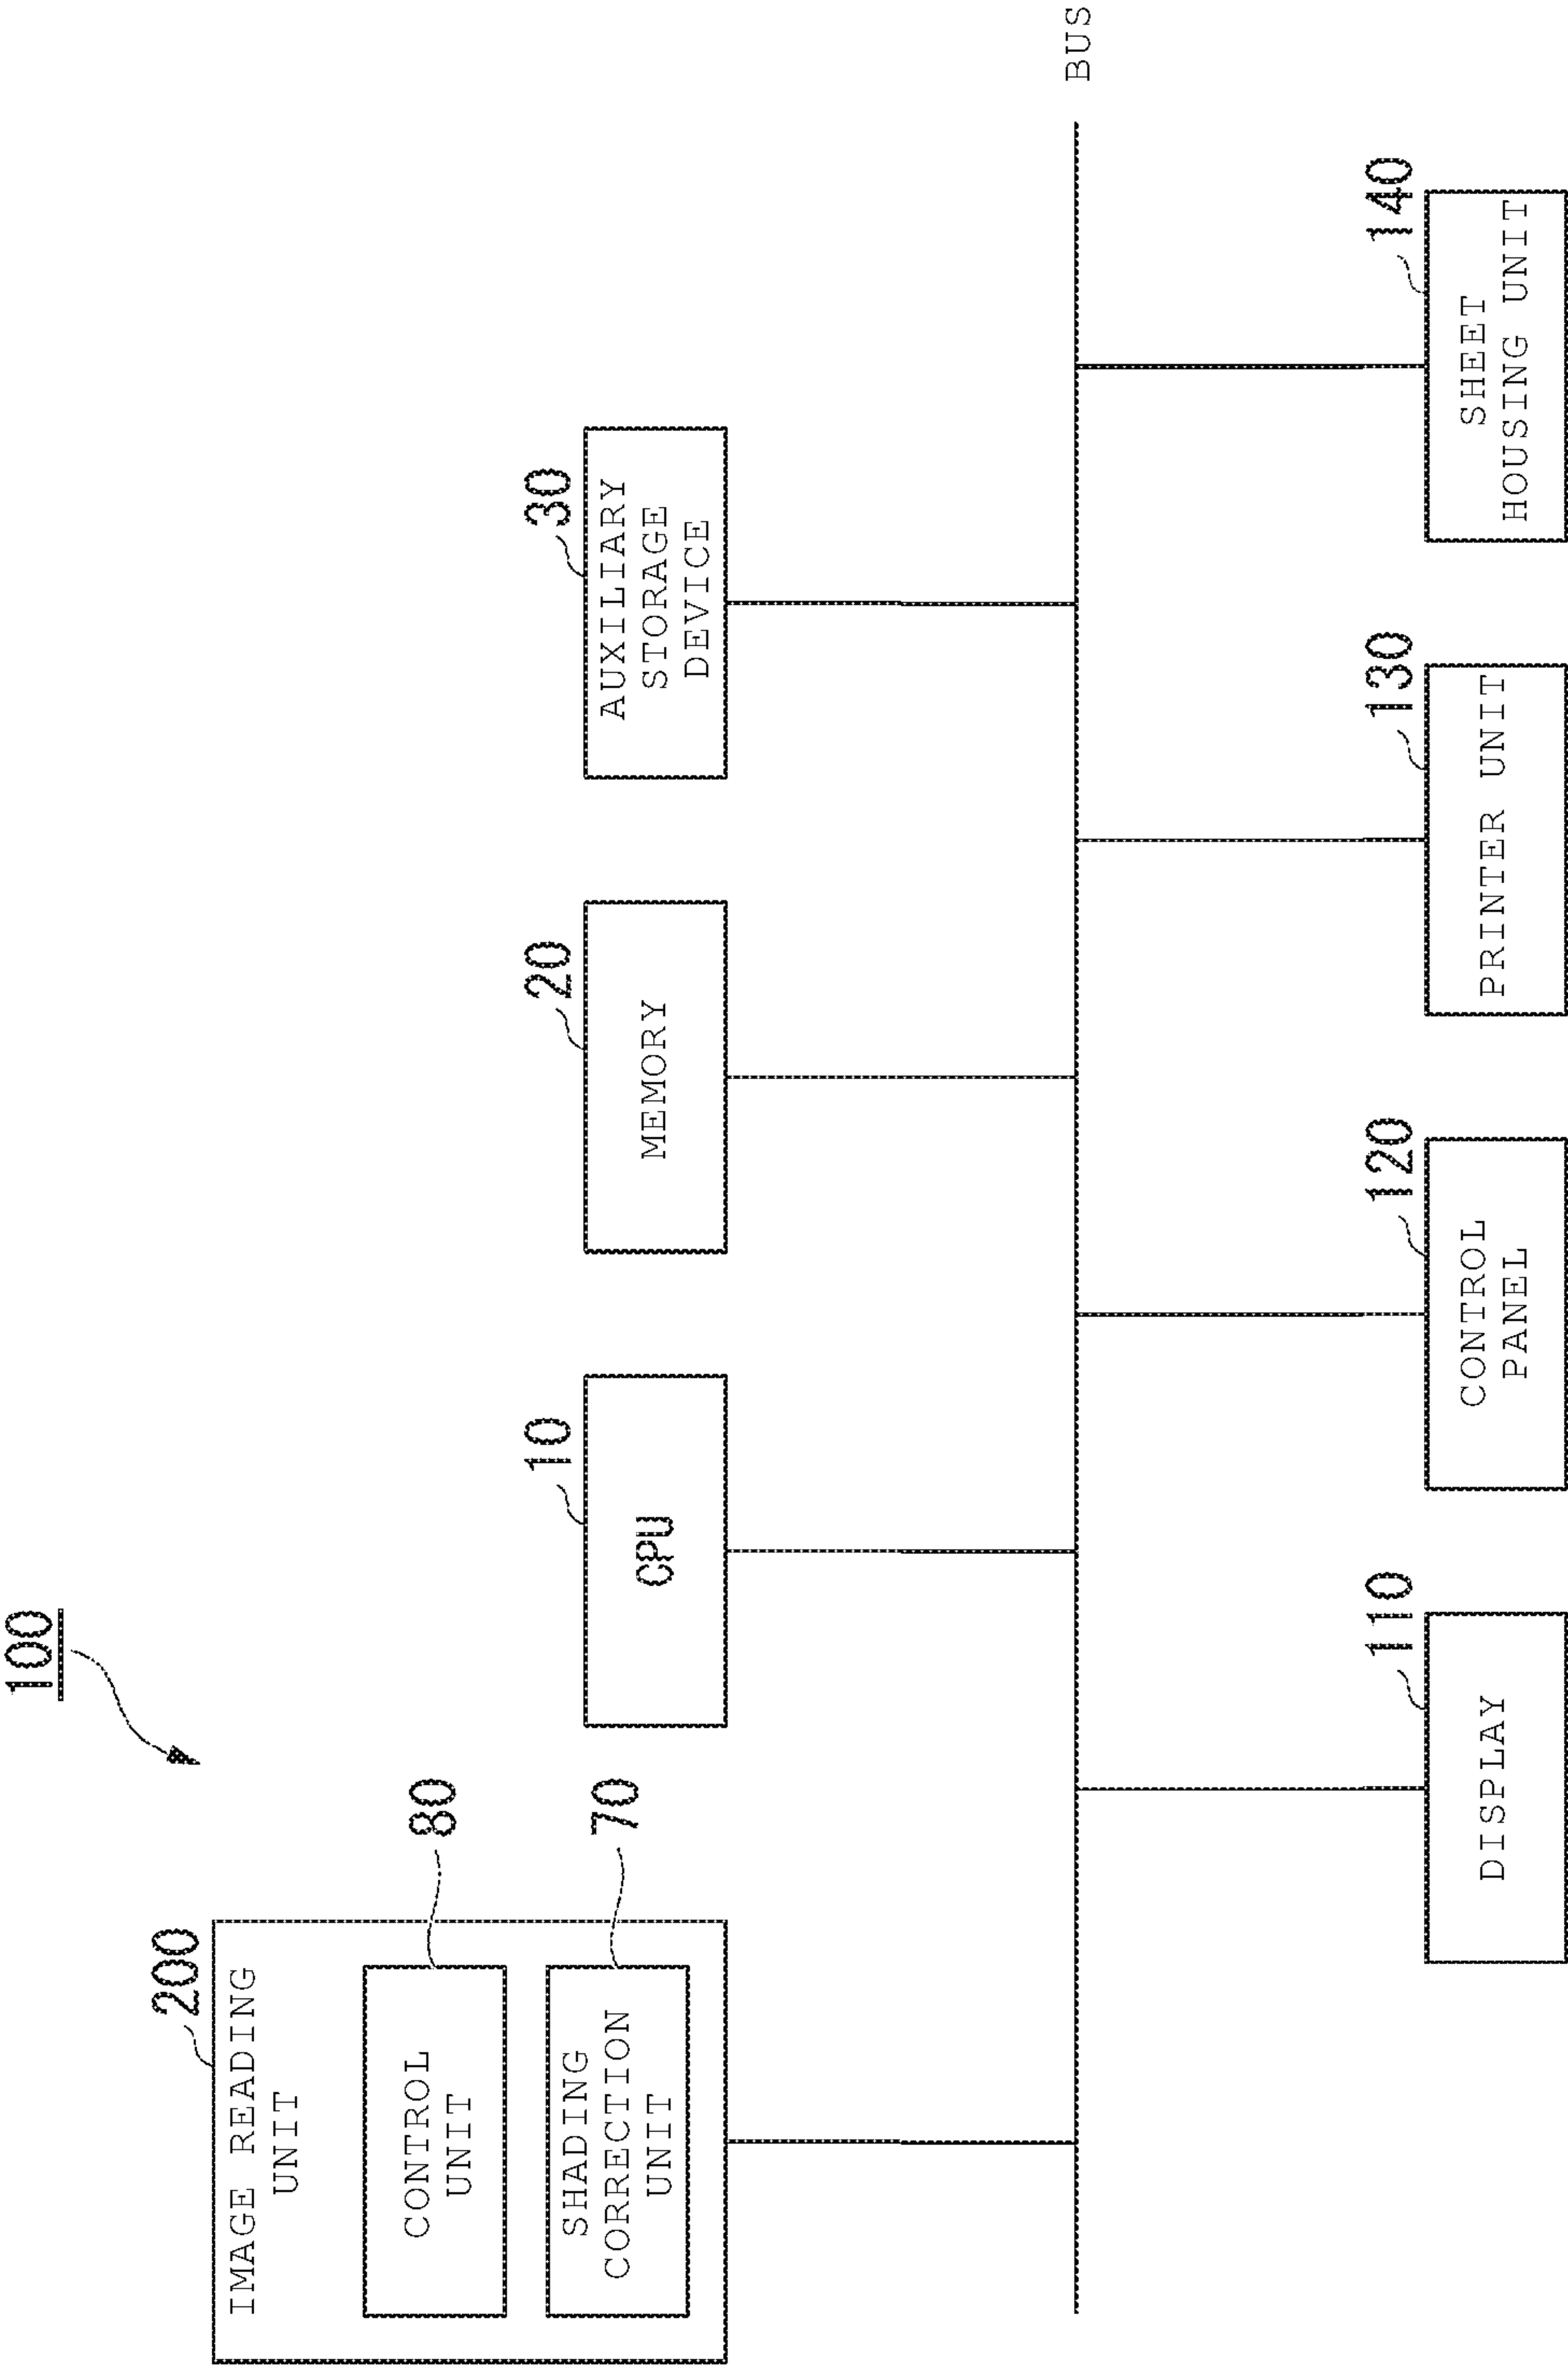 100
200
IMAGE READING
UNIT
80
CONTROL
UNIT
70
SHADING
CORRECTION
UNIT
10
CPU
20
MEMORY
30
AUXILIARY
STORAGE
DEVICE
BUS
110
DISPLAY
120
CONTROL
PANEL
130
PRINTER UNIT
140
SHEET
HOUSING UNIT